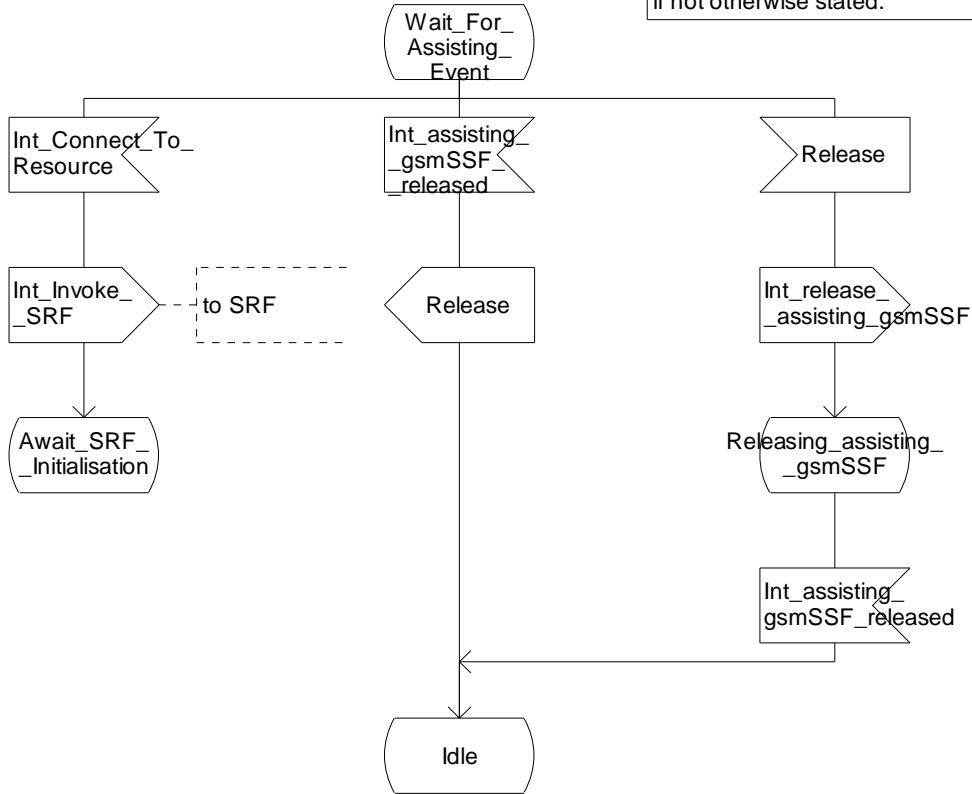 if not otherwise stated.
Wait_For_
Assisting_
Event
Int_Connect_To_
Resource
Int_assisting_
_gsmSSF_
_released
Release
Int_Invoke_
_SRF
to SRF
Release
Int_release_
_assisting_gsmSSF
Await_SRF_
_Initialisation
Releasing_assisting_
_gsmSSF
Int_assisting_
gsmSSF_released
Idle